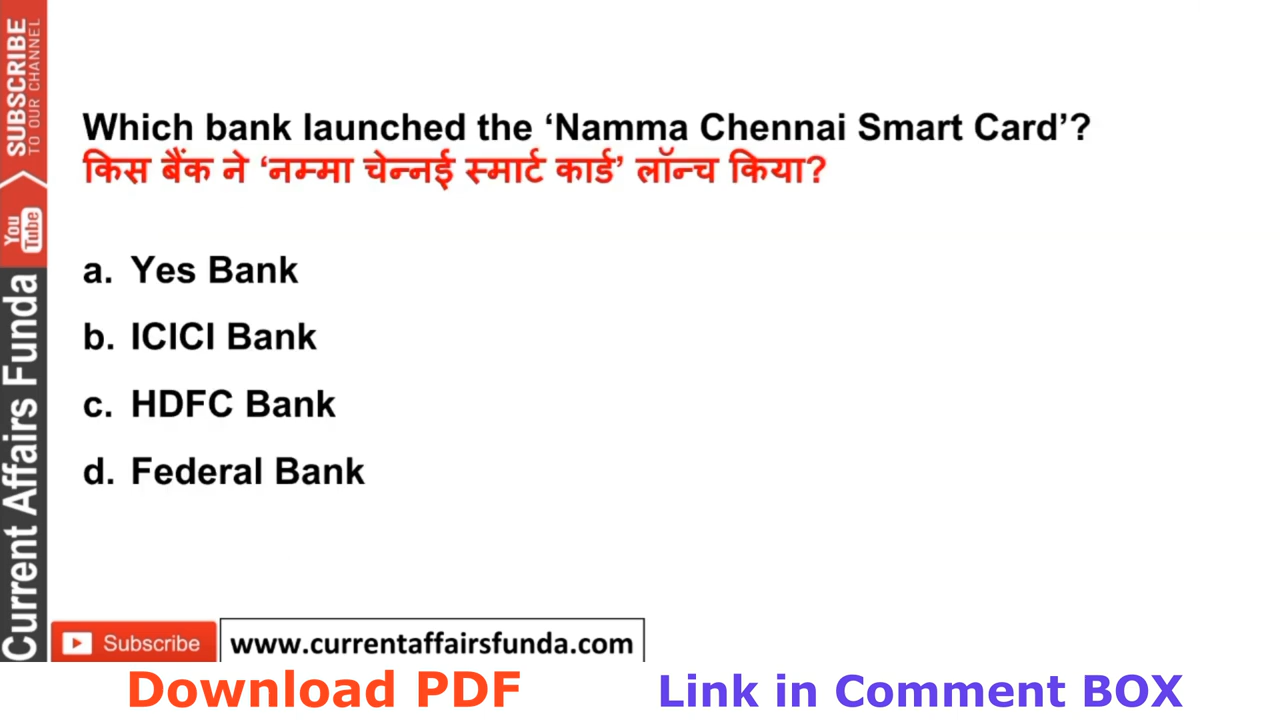 SUBSCRIBE
TO OUR CHANNEL
You
Tube
Current Affairs Funda
Which bank launched the ‘Namma Chennai Smart Card’?
किस बैंक ने ‘नम्मा चेन्नई स्मार्ट कार्ड’ लॉन्च किया?
a. Yes Bank
b. ICICI Bank
c. HDFC Bank
d. Federal Bank
Subscribe
www.currentaffairsfunda.com
Download PDF
Link in Comment BOX